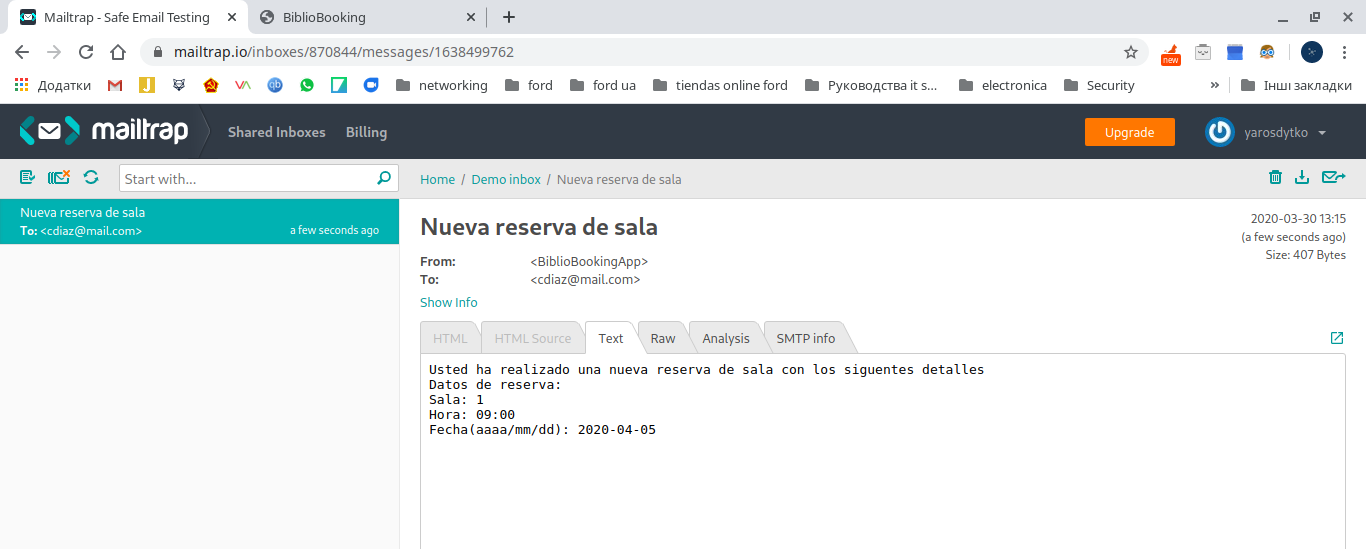 Mailtrap - Safe Email Testing
BiblioBooking
mailtrap.io/inboxes/870844/messages/1638499762
new
Додатки
networking
ford
ford ua
tiendas online ford
Руководства it s...
electronica
Security
»
Інші закладки
mailtrap
Shared Inboxes
Billing
Upgrade
yarosdytko
Start with...
Home / Demo inbox / Nueva reserva de sala
Nueva reserva de sala
To: <cdiaz@mail.com>
a few seconds ago
Nueva reserva de sala
2020-03-30 13:15
(a few seconds ago)
Size: 407 Bytes
From: <BiblioBookingApp>
To: <cdiaz@mail.com>
Show Info
HTML
HTML Source
Text
Raw
Analysis
SMTP info
Usted ha realizado una nueva reserva de sala con los siguentes detalles
Datos de reserva:
Sala: 1
Hora: 09:00
Fecha(aaaa/mm/dd): 2020-04-05